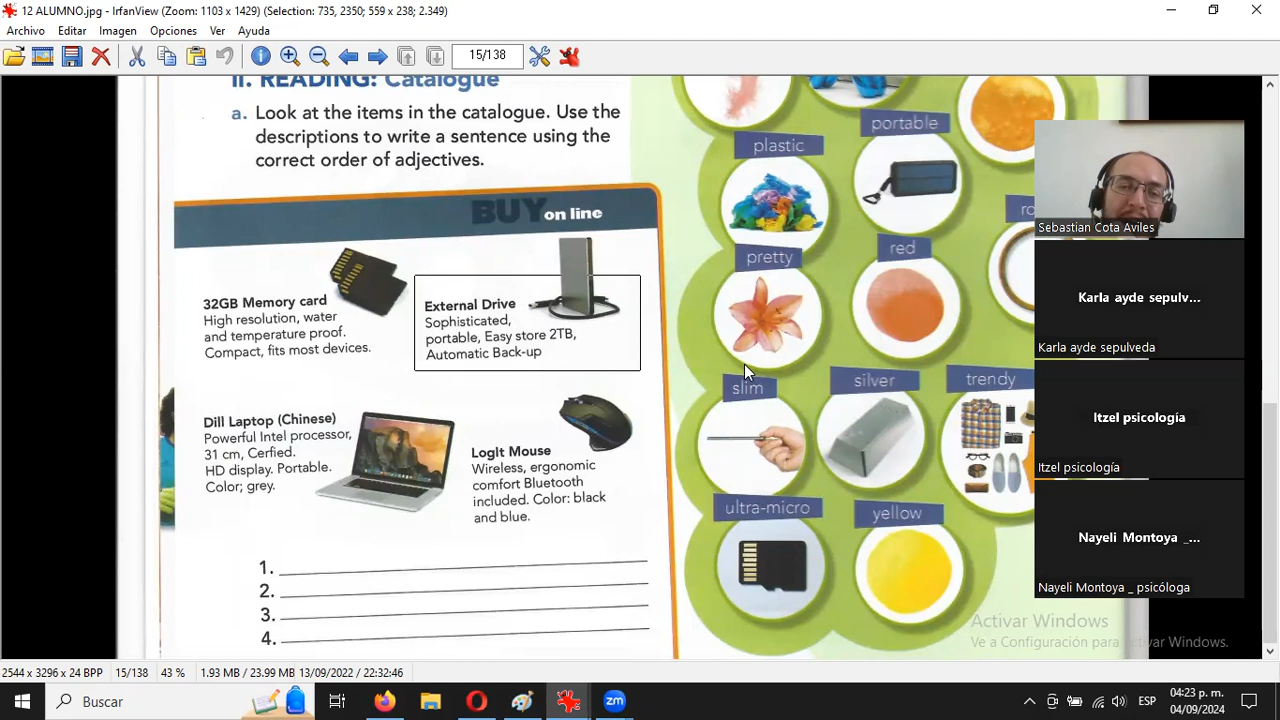 12 ALUMNO.jpg - IrfanView (Zoom: 1103 x 1429) (Selection: 735, 2350; 559 x 238; 2.349)
Archivo Editar Imagen Opciones Ver Ayuda
15/138
II. READING: Catalogue
a. Look at the items in the catalogue. Use the
descriptions to write a sentence using the
correct order of adjectives.
BUY on line
32GB Memory card
High resolution, water
and temperature proof.
Compact, fits most devices.
External Drive
Sophisticated,
portable, Easy store 2TB,
Automatic Back-up
Dill Laptop (Chinese)
Powerful Intel processor,
31 cm, Cerfied.
HD display. Portable.
Color; grey.
LogIt Mouse
Wireless, ergonomic
comfort Bluetooth
included. Color: black
and blue.
1.
2.
3.
4.
plastic
portable
pretty
red
slim
silver
trendy
ultra-micro
yellow
Sebastian Cota Aviles
Karla ayde sepulv...
Karla ayde sepulveda
Itzel psicología
Itzel psicología
Nayeli Montoya _...
Nayeli Montoya _ psicóloga
Activar Windows
Ve a Configuración para activar Windows.
2544 x 3296 x 24 BPP 15/138 43 % 1.93 MB / 23.99 MB 13/09/2022 / 22:32:46
Buscar
zm
ESP
04:23 p. m.
04/09/2024